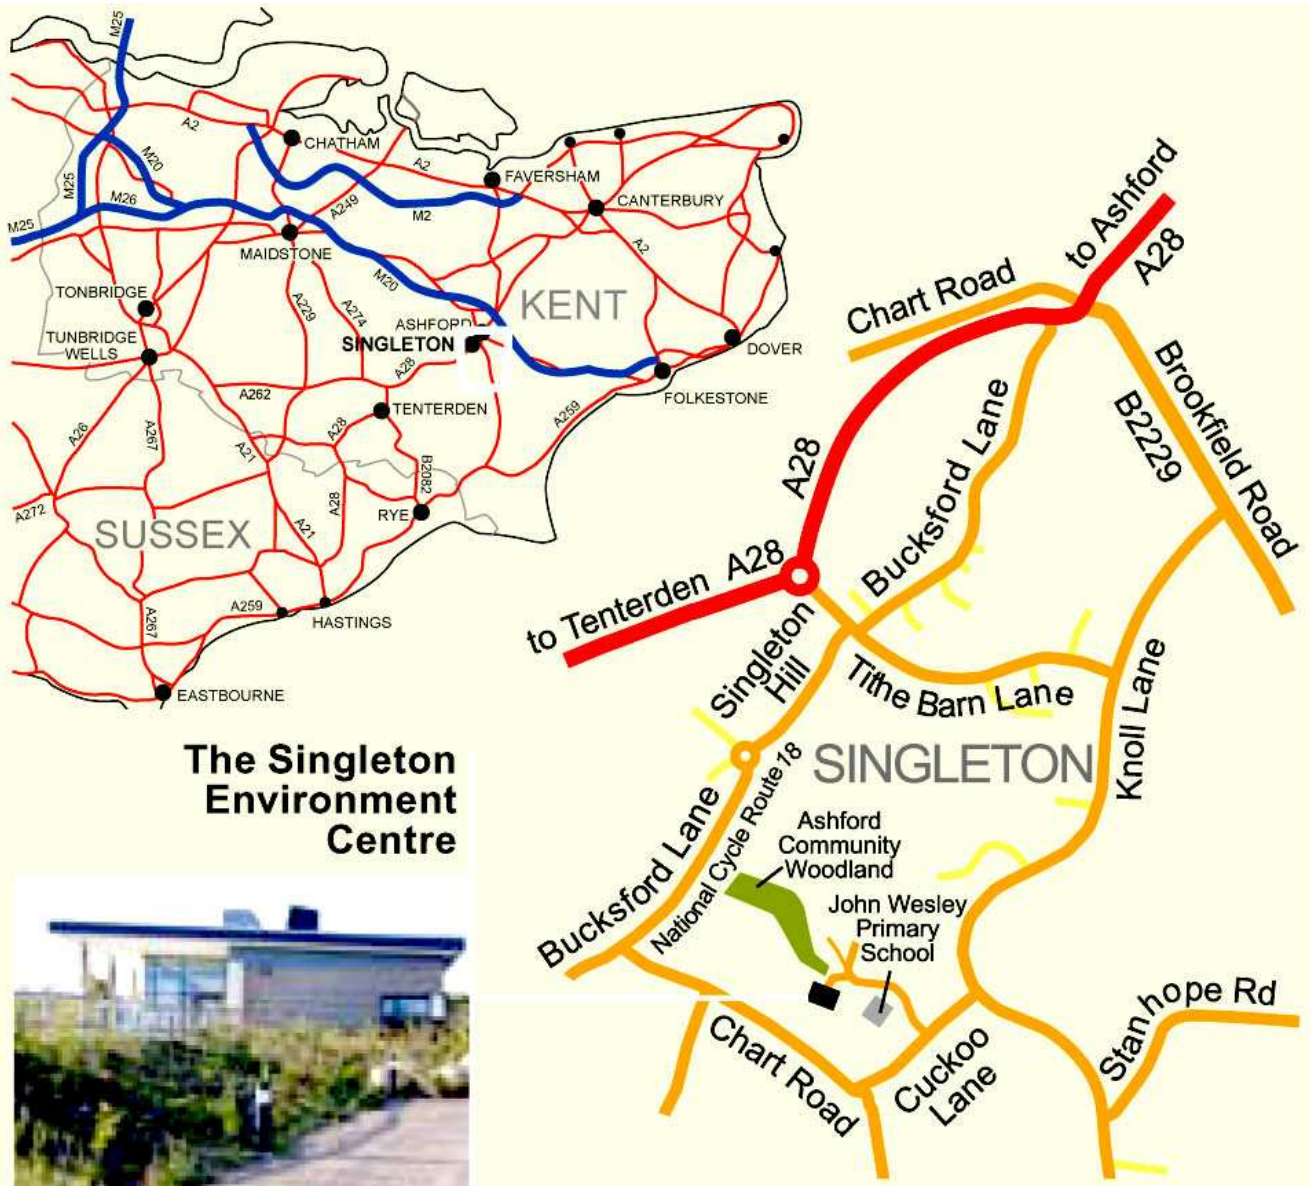 M25
A2
CHATHAM
M20
M25
M26
M25
A249
A2
M2
FAVERSHAM
CANTERBURY
A2
MAIDSTONE
M20
KENT
TONBRIDGE
A229
A274
ASHFORD
SINGLETON
TUNBRIDGE
WELLS
DOVER
FOLKESTONE
A28
A262
TENTERDEN
A259
A26
A267
A21
A28
B2082
A28
A272
SUSSEX
A21
RYE
A259
A267
HASTINGS
EASTBOURNE
The Singleton
Environment
Centre
to Ashford
A28
Chart Road
Brookfield Road
B2229
A28
Bucksford Lane
to Tenterden A28
Singleton
Hill
Tithe Barn Lane
Knoll Lane
SINGLETON
National Cycle Route 18
Bucksford Lane
Ashford
Community
Woodland
John Wesley
Primary
School
Chart Road
Cuckoo
Lane
Stanhope Rd